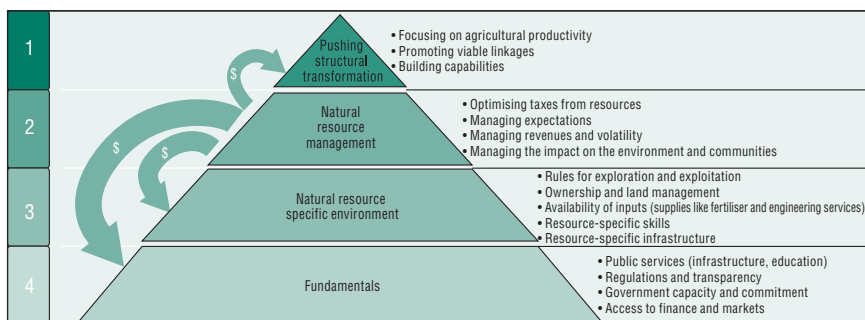 1
Pushing
structural
transformation
• Focusing on agricultural productivity
• Promoting viable linkages
• Building capabilities
$
2
Natural
resource
management
• Optimising taxes from resources
• Managing expectations
• Managing revenues and volatility
• Managing the impact on the environment and communities
$
$
3
Natural resource
specific environment
• Rules for exploration and exploitation
• Ownership and land management
• Availability of inputs (supplies like fertiliser and engineering services)
• Resource-specific skills
• Resource-specific infrastructure
4
Fundamentals
• Public services (infrastructure, education)
• Regulations and transparency
• Government capacity and commitment
• Access to finance and markets